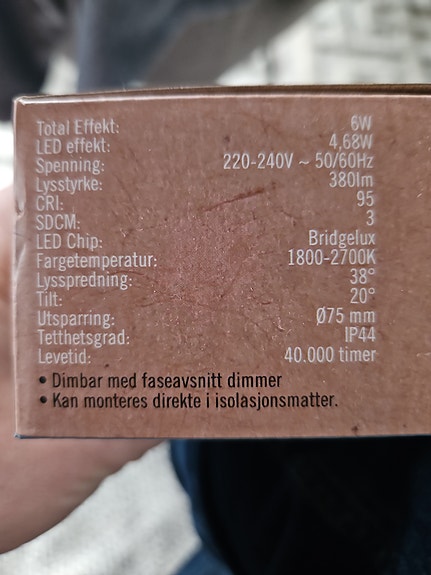 Total Effekt: 6W
LED effekt: 4,68W
Spenning: 220-240V ~ 50/60Hz
Lysstyrke: 380lm
CRI: 95
SDCM: 3
LED Chip: Bridgelux
Fargetemperatur: 1800-2700K
Lysspredning: 38°
Tilt: 20°
Utsparring: Ø75 mm
Tetthetsgrad: IP44
Levetid: 40.000 timer
• Dimbar med faseavsnitt dimmer
• Kan monteres direkte i isolasjonsmatter.